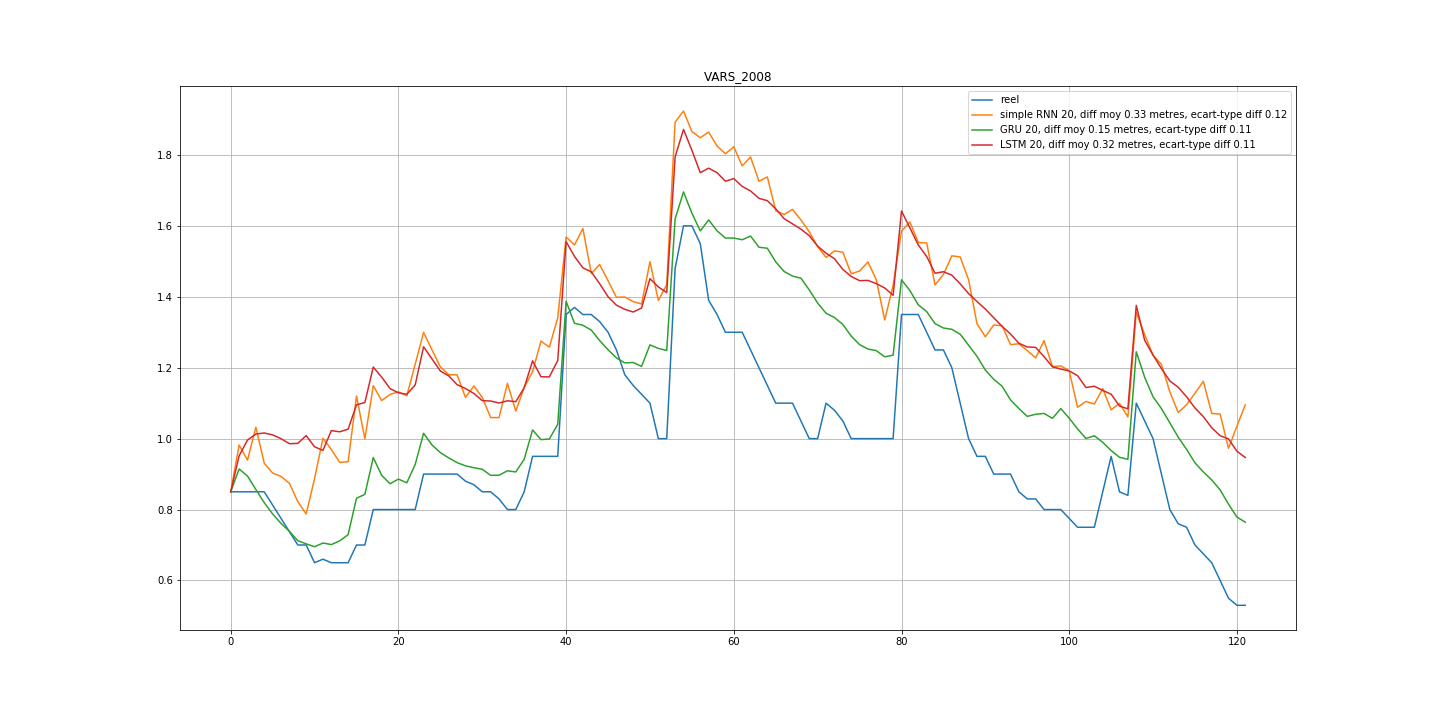 VARS_2008
reel
simple RNN 20, diff moy 0.33 metres, ecart-type diff 0.12
GRU 20, diff moy 0.15 metres, ecart-type diff 0.11
LSTM 20, diff moy 0.32 metres, ecart-type diff 0.11
1.8
1.6
1.4
1.2
1.0
0.8
0.6
0 20 40 60 80 100 120